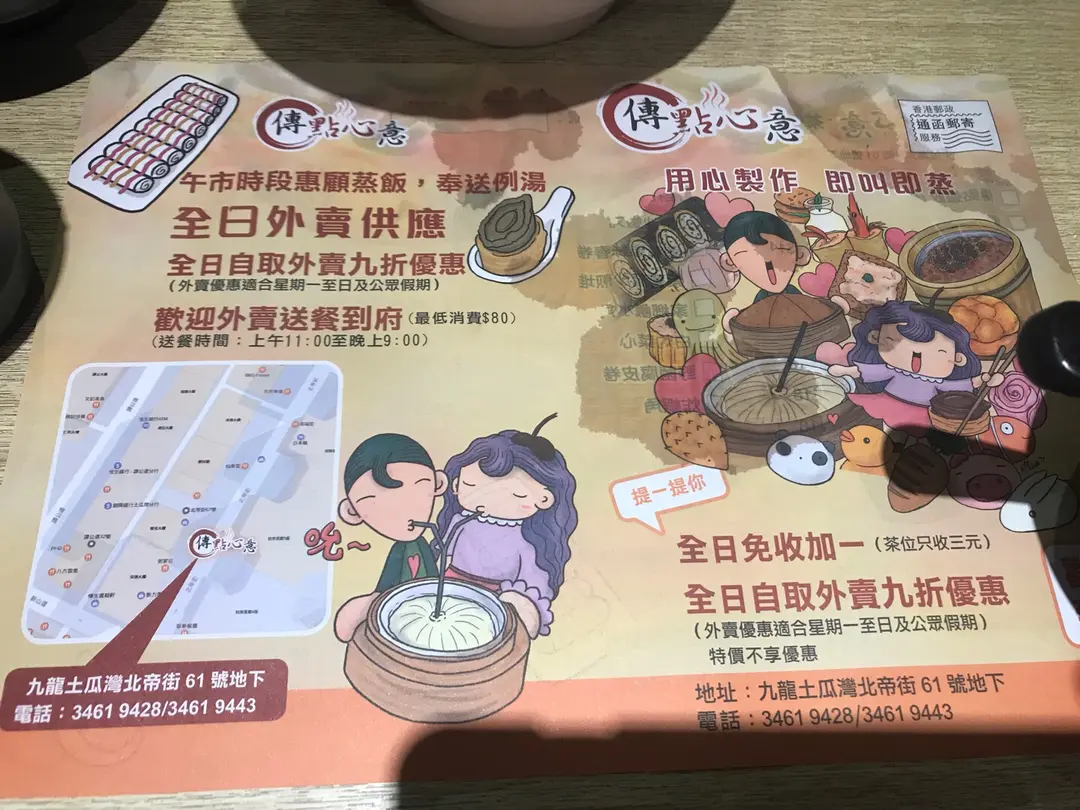 傳點心意
午市時段惠顧蒸飯，奉送例湯
全日外賣供應
全日自取外賣九折優惠
(外賣優惠適合星期一至日及公眾假期)
歡迎外賣送餐到府(最低消費$80)
(送餐時間：上午11:00至晚上9:00)
傳點心意
吮~
九龍土瓜灣北帝街 61 號地下
電話：3461 9428/3461 9443
傳點心意
香港郵政
通函郵寄
服務
用心製作 即叫即蒸
提一提你
全日免收加一(茶位只收三元)
全日自取外賣九折優惠
(外賣優惠適合星期一至日及公眾假期)
特價不享優惠
地址：九龍土瓜灣北帝街 61 號地下
電話：3461 9428/3461 9443